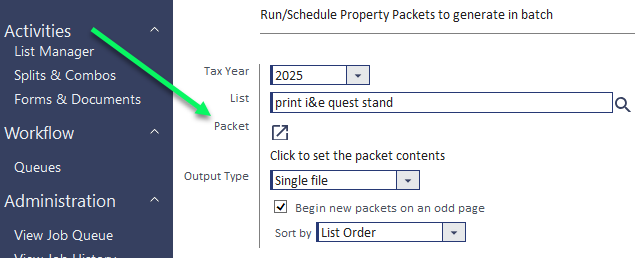 Activities
List Manager
Splits & Combos
Forms & Documents
Workflow
Queues
Administration
View Job Queue
View Job History
Run/Schedule Property Packets to generate in batch
Tax Year
2025
List
print i&e quest stand
Packet
Click to set the packet contents
Output Type
Single file
Begin new packets on an odd page
Sort by
List Order